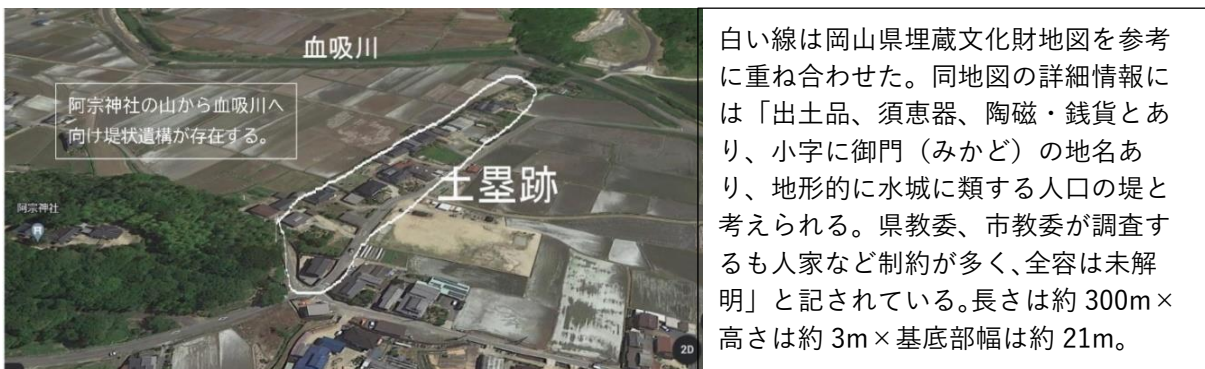 血吸川
阿宗神社の山から血吸川へ
向け堤状遺構が存在する。
土塁跡
阿宗神社
2D
白い線は岡山県埋蔵文化財地図を参考
に重ね合わせた。同地図の詳細情報に
は「出土品、須恵器、陶磁・銭貨とあ
り、小字に御門（みかど）の地名あ
り、地形的に水城に類する人口の堤と
考えられる。県教委、市教委が調査す
るも人家など制約が多く、全容は未解
明」と記されている。長さは約 300m×
高さは約 3m×基底部幅は約 21m。